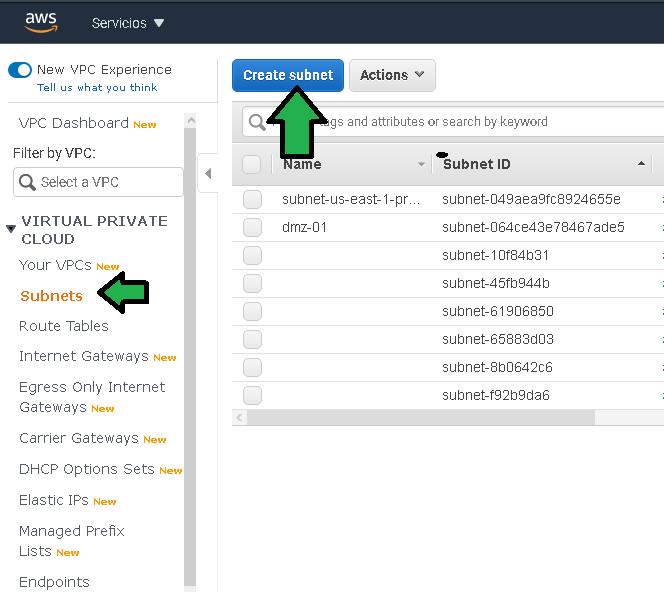 aws
Servicios
New VPC Experience
Tell us what you think
VPC Dashboard New
Filter by VPC:
Select a VPC
VIRTUAL PRIVATE
CLOUD
Your VPCs New
Subnets
Route Tables
Internet Gateways New
Egress Only Internet
Gateways New
Carrier Gateways New
DHCP Options Sets New
Elastic IPs New
Managed Prefix
Lists New
Endpoints
Create subnet
Actions
and attributes or search by keyword
Name
Subnet ID
subnet-us-east-1-pr...
subnet-049aea9fc8924655e
dmz-01
subnet-064ce43e78467ade5
subnet-10f84b31
subnet-45fb944b
subnet-61906850
subnet-65883d03
subnet-8b0642c6
subnet-f92b9da6